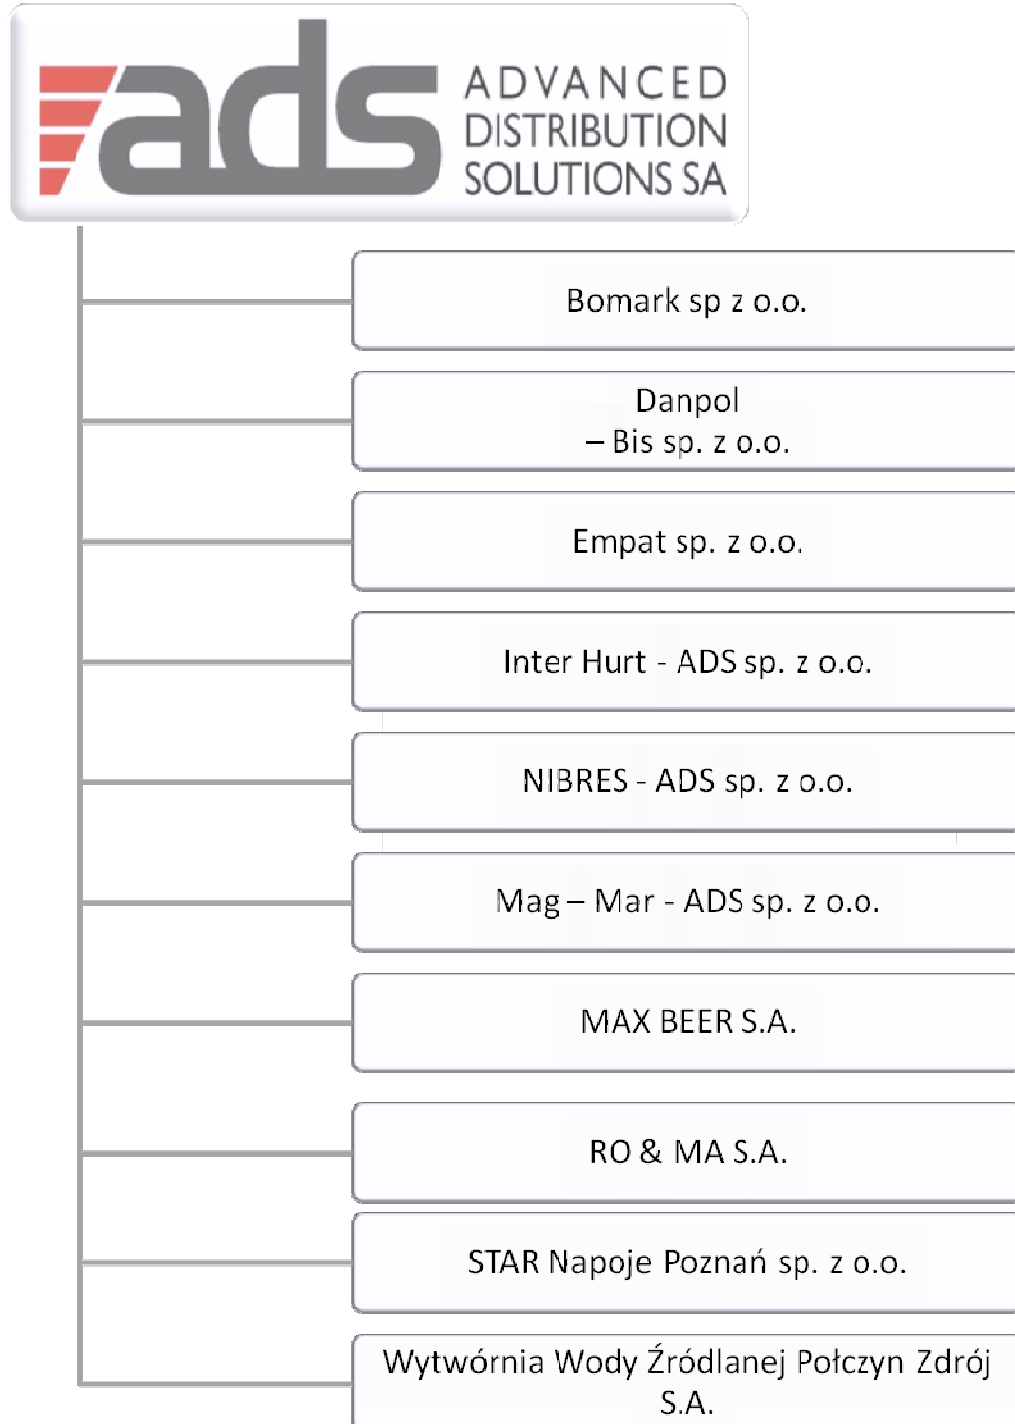 ads
ADVANCED
DISTRIBUTION
SOLUTIONS SA
Bomark sp z o.o.
Danpol
– Bis sp. z o.o.
Empat sp. z o.o.
Inter Hurt - ADS sp. z o.o.
NIBRES - ADS sp. z o.o.
Mag – Mar - ADS sp. z o.o.
MAX BEER S.A.
RO & MA S.A.
STAR Napoje Poznań sp. z o.o.
Wytwórnia Wody Źródlanej Połczyn Zdrój
S.A.